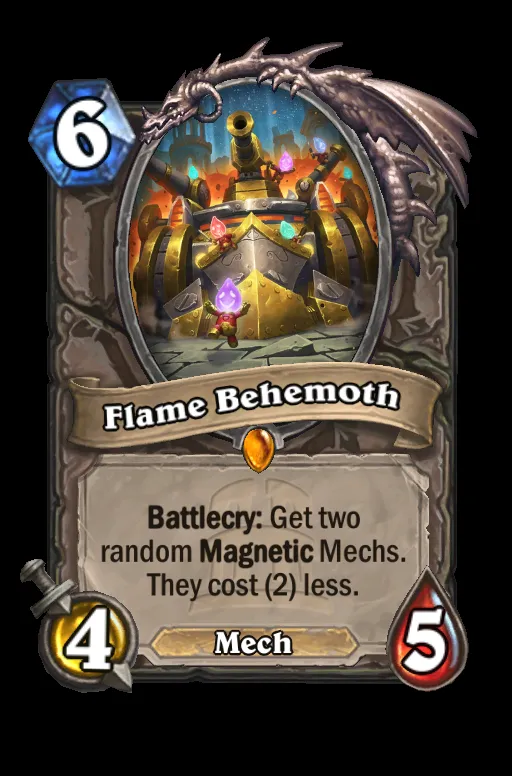 6
Flame Behemoth
Battlecry: Get two
random Magnetic Mechs.
They cost (2) less.
4
Mech
5